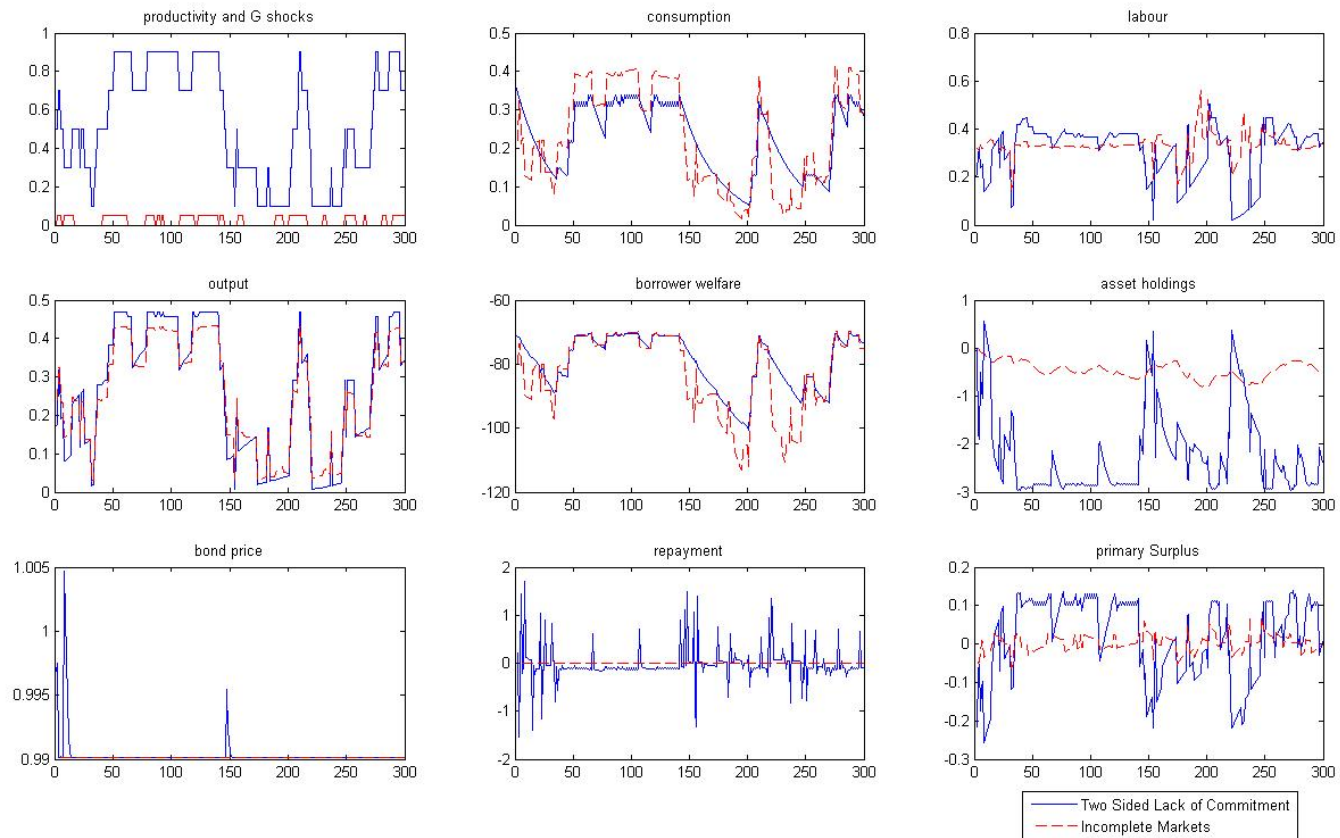 productivity and G shocks
1
0.8
0.6
0.4
0.2
0
0 50 100 150 200 250 300
consumption
0.5
0.4
0.3
0.2
0.1
0
0 50 100 150 200 250 300
labour
0.8
0.6
0.4
0.2
0
0 50 100 150 200 250 300
output
0.5
0.4
0.3
0.2
0.1
0
0 50 100 150 200 250 300
borrower welfare
-60
-80
-100
-120
0 50 100 150 200 250 300
asset holdings
1
0
-1
-2
-3
0 50 100 150 200 250 300
bond price
1.005
1
0.995
0.99
0 50 100 150 200 250 300
repayment
2
1
0
-1
-2
0 50 100 150 200 250 300
primary Surplus
0.2
0.1
0
-0.1
-0.2
-0.3
0 50 100 150 200 250 300
Two Sided Lack of Commitment
Incomplete Markets